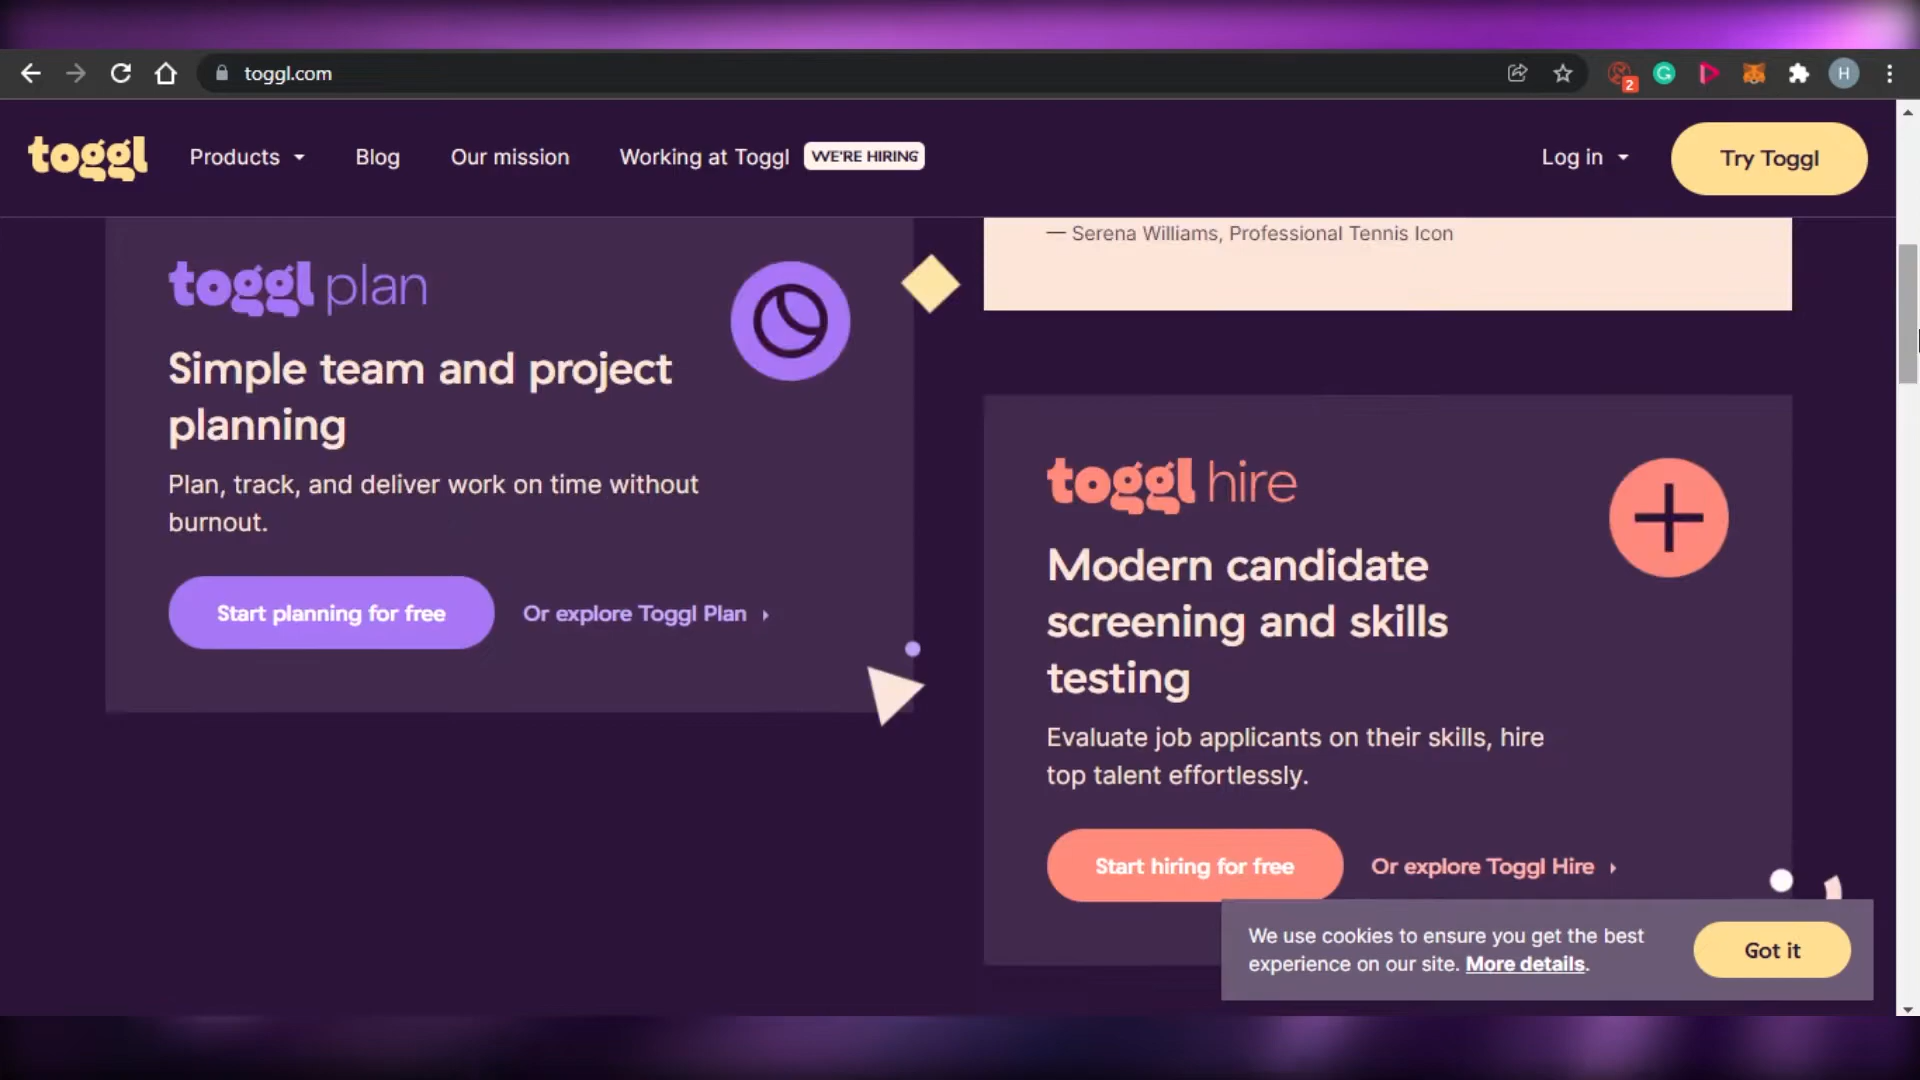 toggl.com
2
H
toggl
Products
Blog
Our mission
Working at Toggl
WE'RE HIRING
Log in
Try Toggl
toggl plan
Simple team and project
planning
Plan, track, and deliver work on time without
burnout.
Start planning for free
Or explore Toggl Plan
— Serena Williams, Professional Tennis Icon
toggl hire
Modern candidate
screening and skills
testing
Evaluate job applicants on their skills, hire
top talent effortlessly.
Start hiring for free
Or explore Toggl Hire
We use cookies to ensure you get the best
experience on our site. More details.
Got it